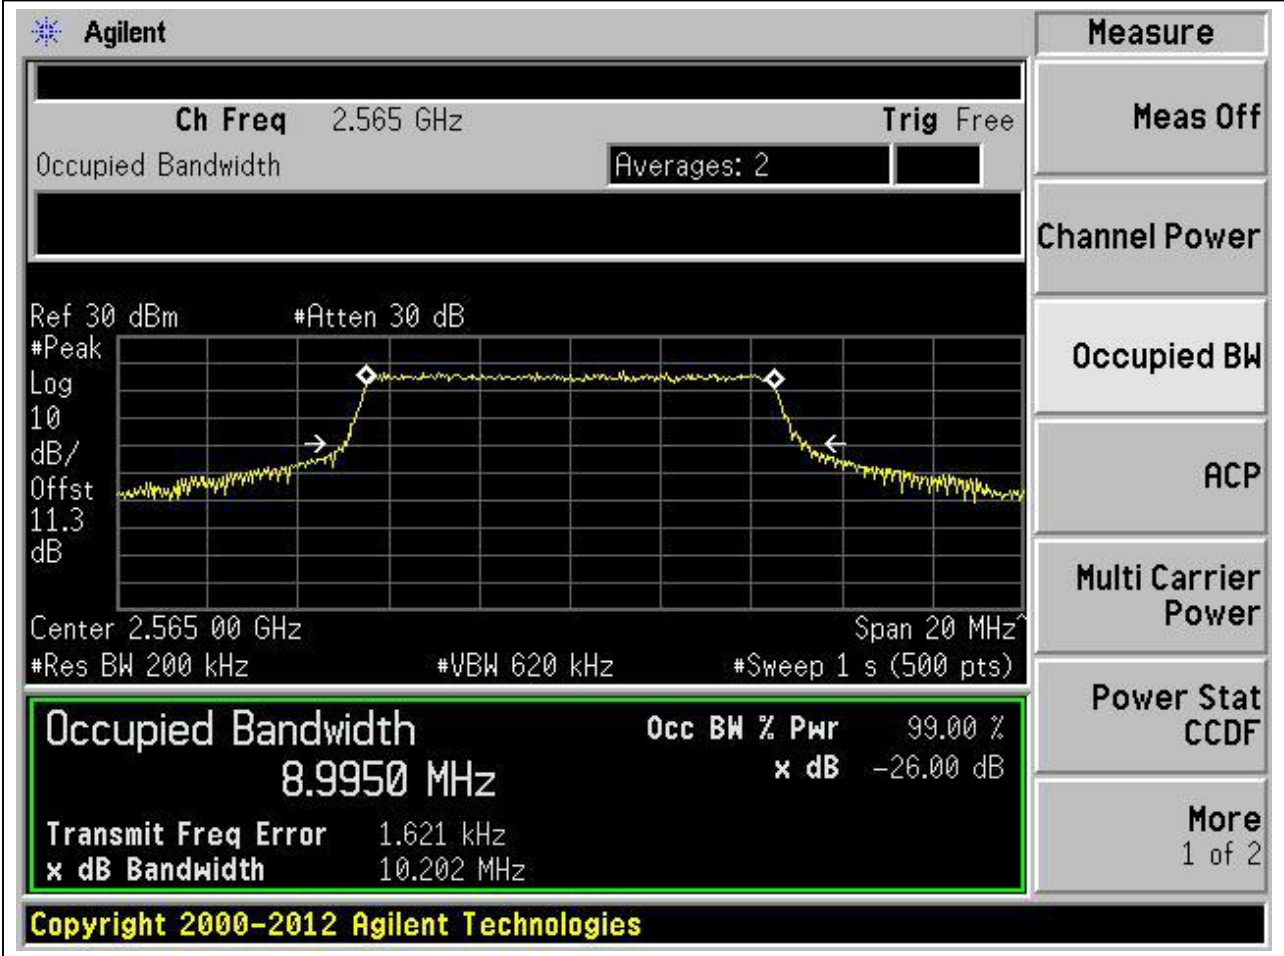 Agilent
Measure
Ch Freq 2.565 GHz Trig Free
Occupied Bandwidth Averages: 2
Meas Off
Channel Power
Occupied BW
ACP
Multi Carrier
Power
Power Stat
CCDF
More
1 of 2
Ref 30 dBm #Atten 30 dB
#Peak
Log
10
dB/
Offst
11.3
dB
Center 2.565 00 GHz Span 20 MHz^
#Res BW 200 kHz #VBW 620 kHz #Sweep 1 s (500 pts)
Occupied Bandwidth Occ BW % Pwr 99.00 %
8.9950 MHz x dB -26.00 dB
Transmit Freq Error 1.621 kHz
x dB Bandwidth 10.202 MHz
Copyright 2000-2012 Agilent Technologies